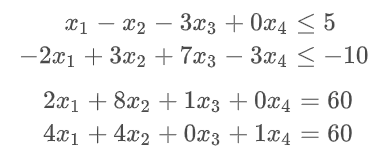 x₁ − x₂ − 3x₃ + 0x₄ ≤ 5
−2x₁ + 3x₂ + 7x₃ − 3x₄ ≤ −10
2x₁ + 8x₂ + 1x₃ + 0x₄ = 60
4x₁ + 4x₂ + 0x₃ + 1x₄ = 60